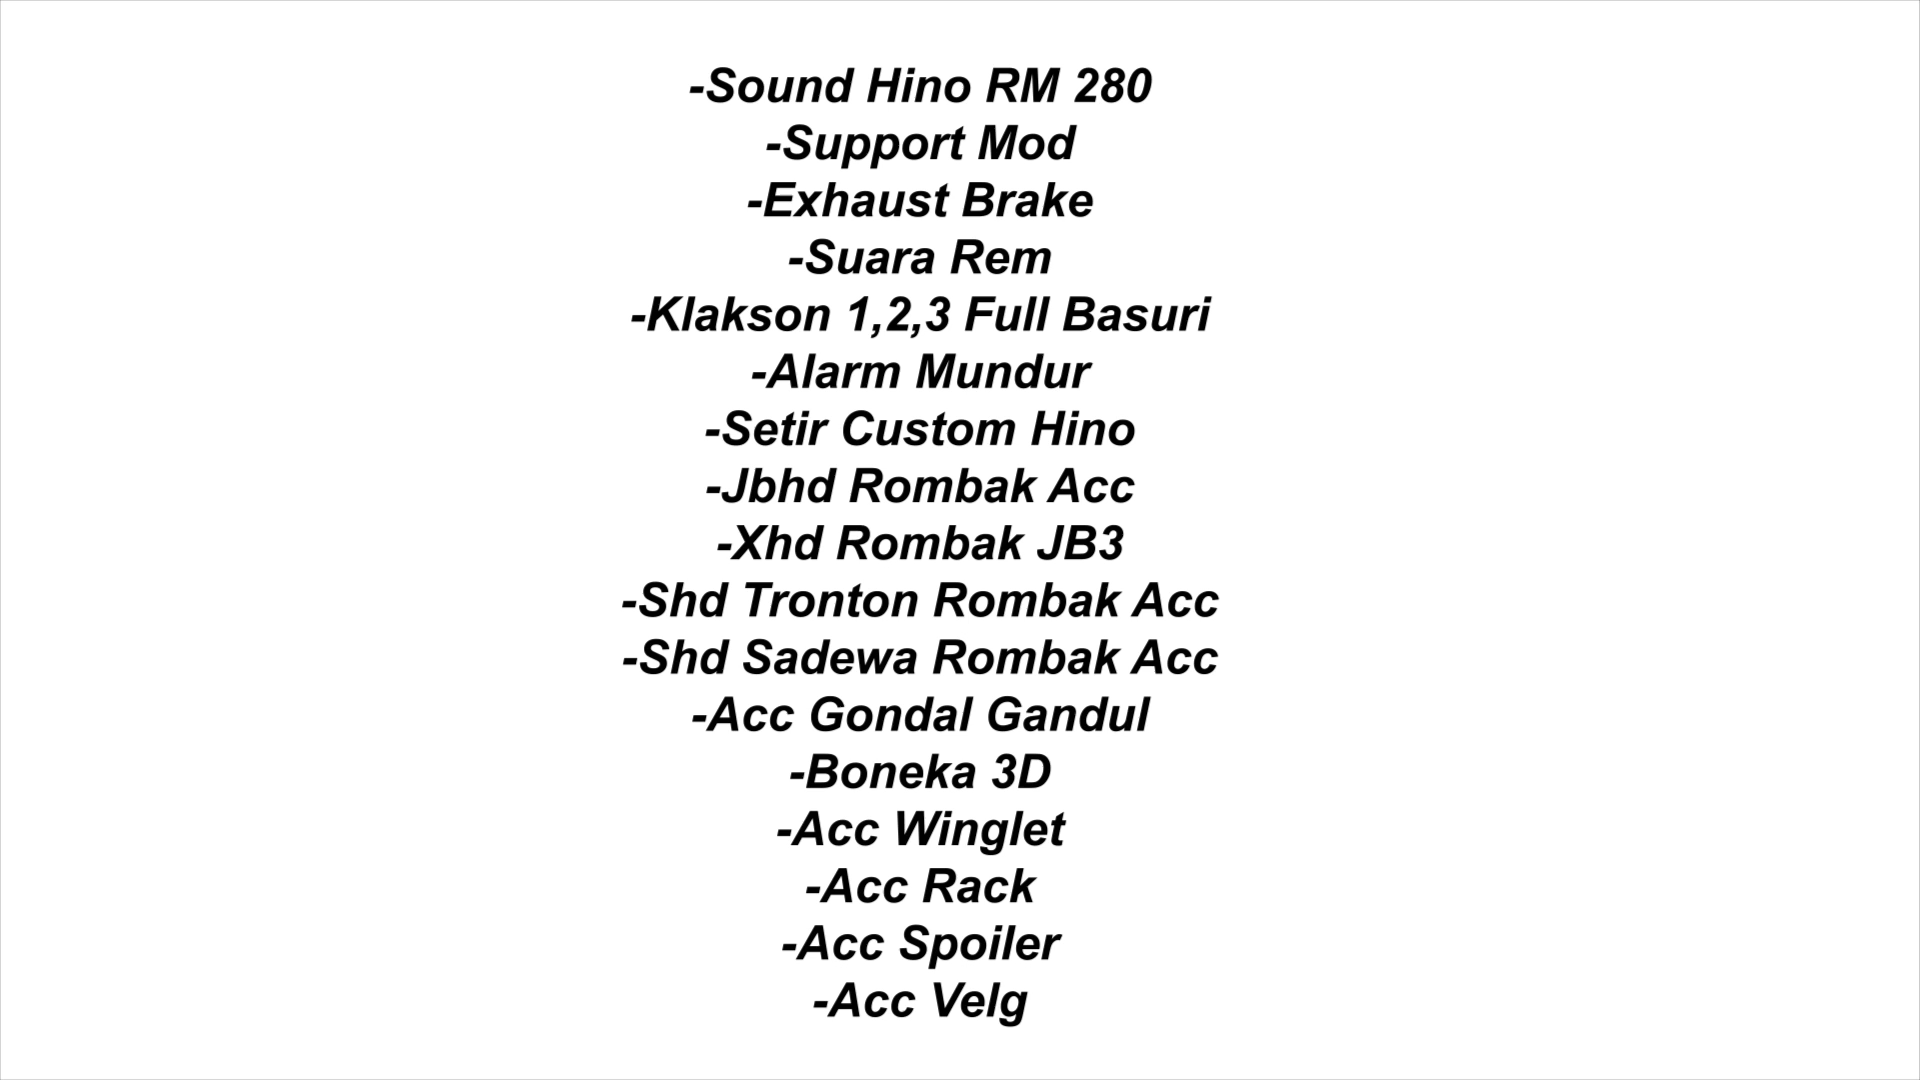 -Sound Hino RM 280
-Support Mod
-Exhaust Brake
-Suara Rem
-Klakson 1,2,3 Full Basuri
-Alarm Mundur
-Setir Custom Hino
-Jbhd Rombak Acc
-Xhd Rombak JB3
-Shd Tronton Rombak Acc
-Shd Sadewa Rombak Acc
-Acc Gondal Gandul
-Boneka 3D
-Acc Winglet
-Acc Rack
-Acc Spoiler
-Acc Velg